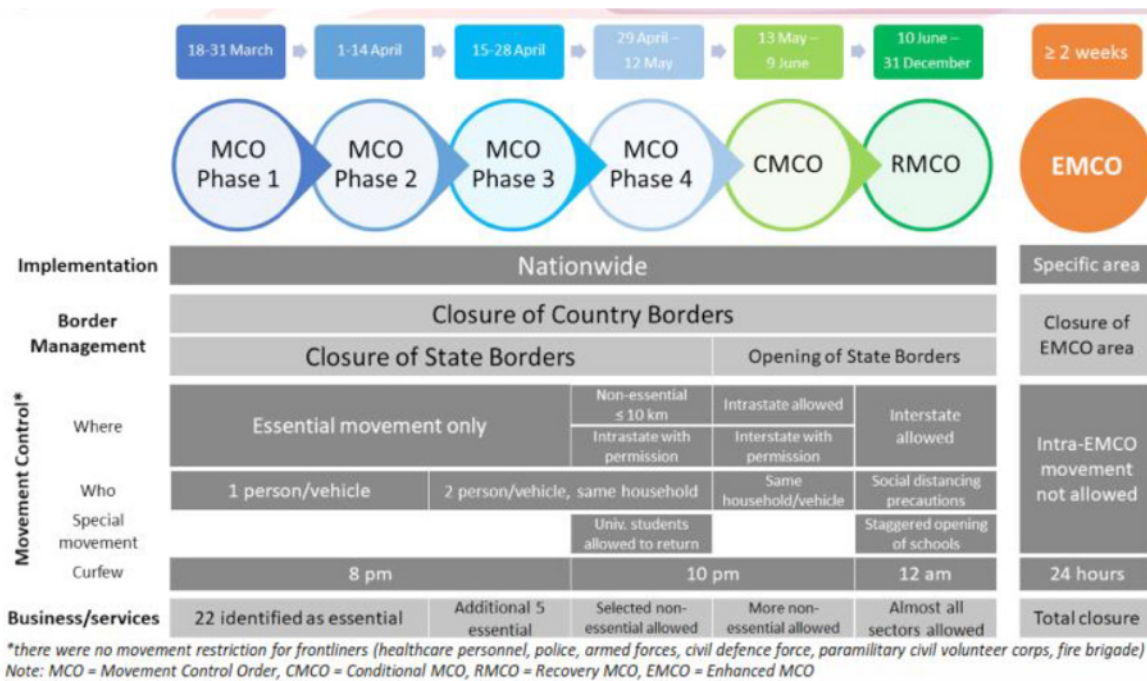 18-31 March
1-14 April
15-28 April
29 April –
12 May
13 May –
9 June
10 June –
31 December
≥ 2 weeks
MCO
Phase 1
MCO
Phase 2
MCO
Phase 3
MCO
Phase 4
CMCO
RMCO
EMCO
Implementation
Nationwide
Specific area
Border
Management
Closure of Country Borders
Closure of State Borders
Opening of State Borders
Closure of
EMCO area
Movement Control*
Where
Essential movement only
Non-essential
≤ 10 km
Intrastate with
permission
Intrastate allowed
Interstate with
permission
Interstate
allowed
Intra-EMCO
movement
not allowed
Who
1 person/vehicle
2 person/vehicle, same household
Same
household/vehicle
Social distancing
precautions
Special
movement
Univ. students
allowed to return
Staggered opening
of schools
Curfew
8 pm
10 pm
12 am
24 hours
Business/services
22 identified as essential
Additional 5
essential
Selected non-
essential allowed
More non-
essential allowed
Almost all
sectors allowed
Total closure
*there were no movement restriction for frontliners (healthcare personnel, police, armed forces, civil defence force, paramilitary civil volunteer corps, fire brigade)
Note: MCO = Movement Control Order, CMCO = Conditional MCO, RMCO = Recovery MCO, EMCO = Enhanced MCO